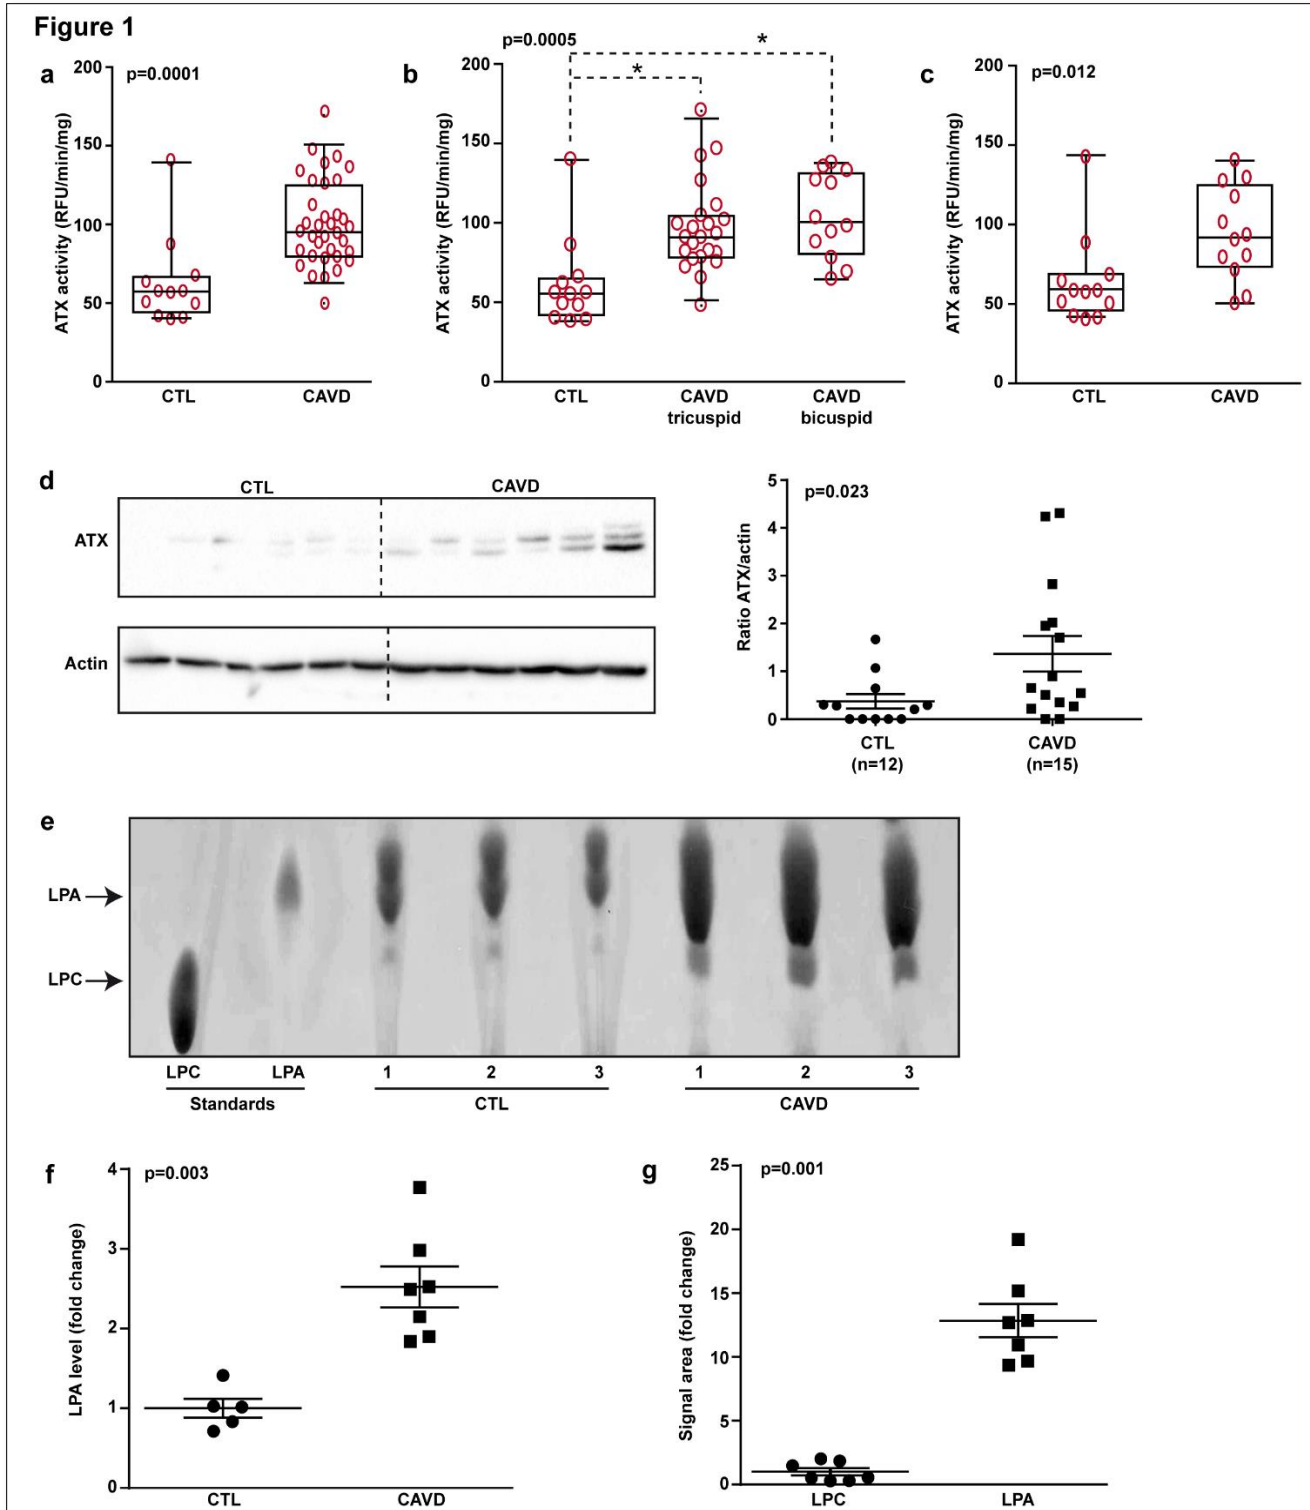 Figure 1
a
p=0.0001
ATX activity (RFU/min/mg)
200
150
100
50
0
CTL
CAVD
b
p=0.0005
*
*
ATX activity (RFU/min/mg)
200
150
100
50
0
CTL
CAVD
tricuspid
CAVD
bicuspid
c
p=0.012
ATX activity (RFU/min/mg)
200
150
100
50
0
CTL
CAVD
d
CTL
CAVD
ATX
Actin
p=0.023
Ratio ATX/actin
5
4
3
2
1
0
CTL
(n=12)
CAVD
(n=15)
e
LPA
LPC
LPC
LPA
1
2
3
1
2
3
Standards
CTL
CAVD
f
p=0.003
LPA level (fold change)
4
3
2
1
0
CTL
CAVD
g
p=0.001
Signal area (fold change)
25
20
15
10
5
0
LPC
LPA